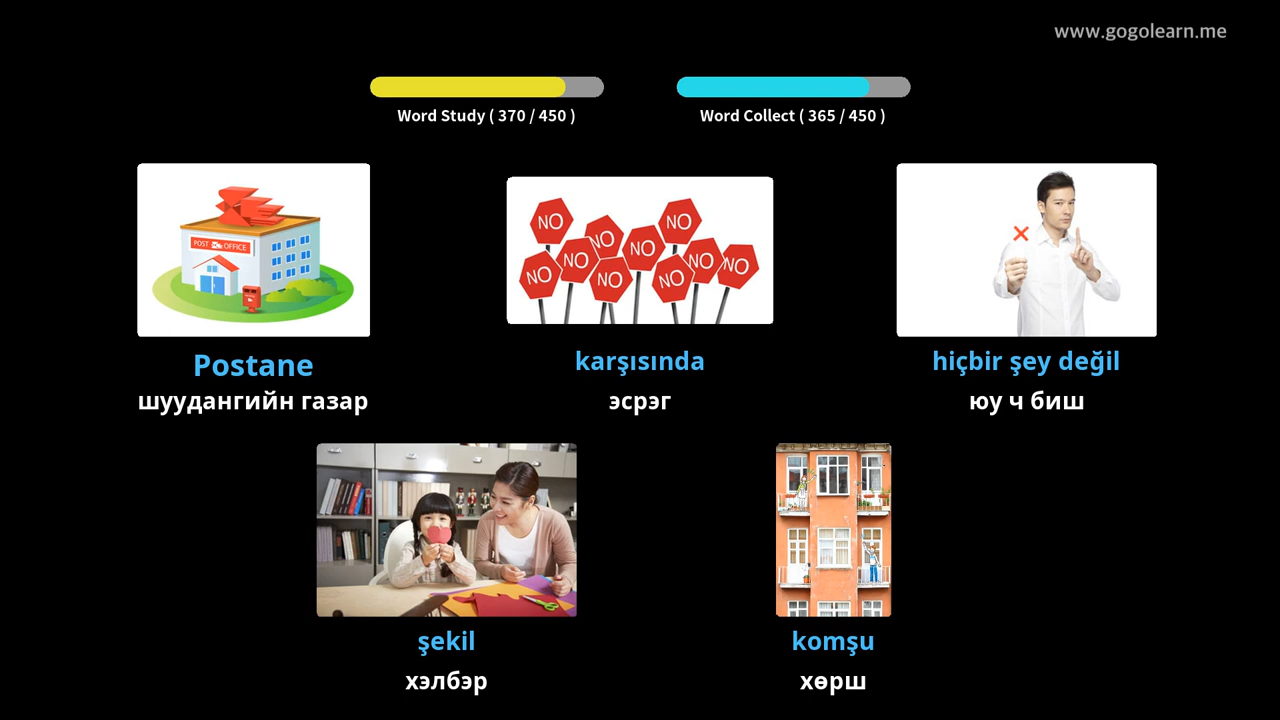 www.gogolearn.me
Word Study ( 370 / 450 )
Word Collect ( 365 / 450 )
POST OFFICE
NO
NO
NO
NO
NO
NO
NO
NO
NO
NO
Postane
шуудангийн газар
karşısında
эсрэг
hiçbir şey değil
юу ч биш
şekil
хэлбэр
komşu
хөрш